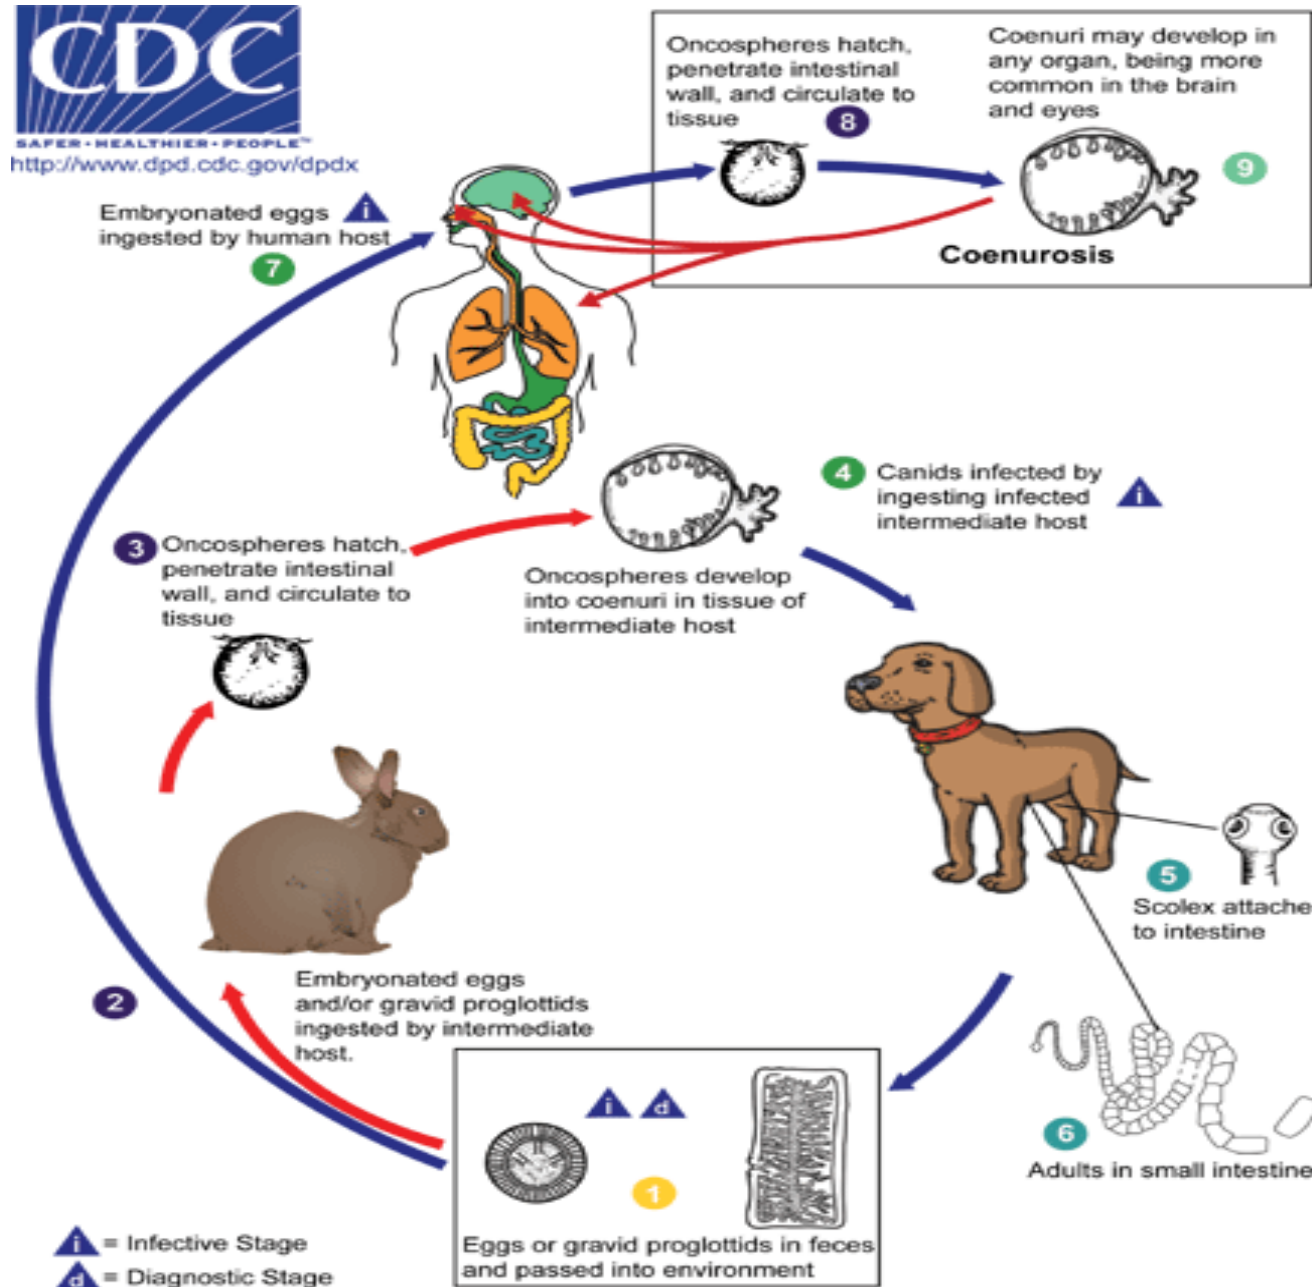 CDC
SAFER·HEALTHIER·PEOPLE™
http://www.dpd.cdc.gov/dpdx
Oncospheres hatch,
penetrate intestinal
wall, and circulate to
tissue
8
Coenuri may develop in
any organ, being more
common in the brain
and eyes
9
Coenurosis
Embryonated eggs
i
ingested by human host
7
4
Canids infected by
ingesting infected
intermediate host
i
3
Oncospheres hatch,
penetrate intestinal
wall, and circulate to
tissue
Oncospheres develop
into coenuri in tissue of
intermediate host
5
Scolex attache
to intestine
2
Embryonated eggs
and/or gravid proglottids
ingested by intermediate
host.
6
Adults in small intestine
i d
1
Eggs or gravid proglottids in feces
and passed into environment
i = Infective Stage
d = Diagnostic Stage